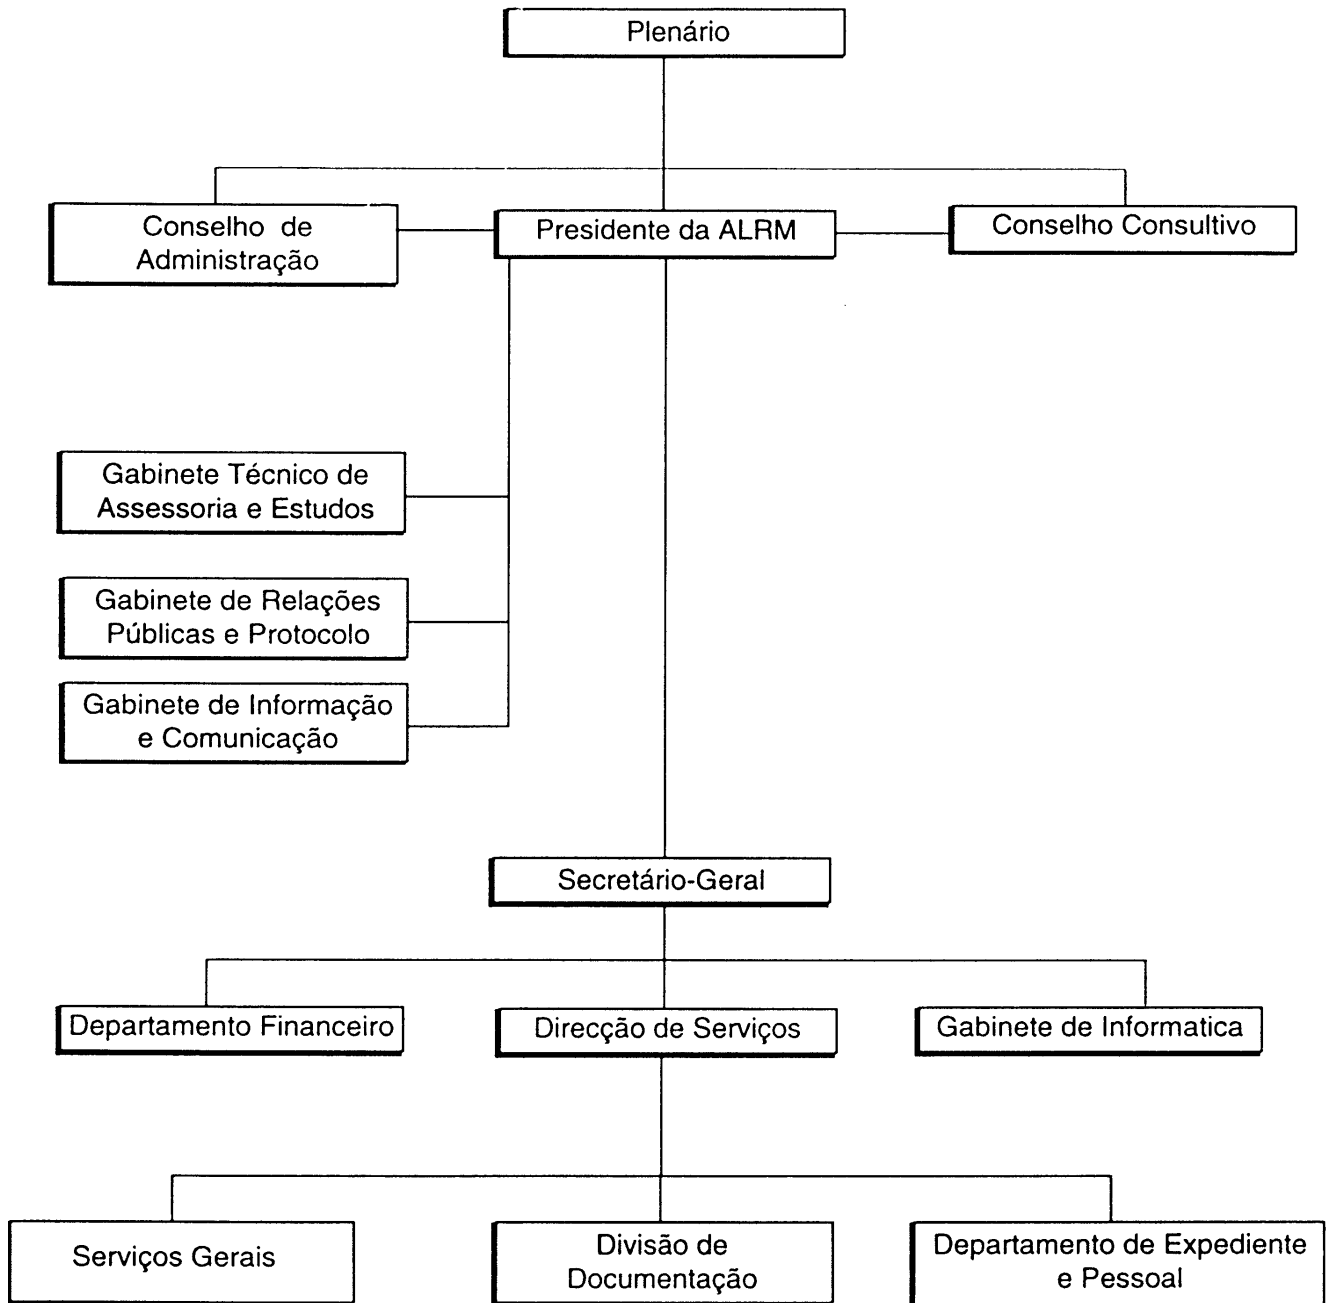 Plenário
Conselho de
Administração
Presidente da ALRM
Conselho Consultivo
Gabinete Técnico de
Assessoria e Estudos
Gabinete de Relações
Públicas e Protocolo
Gabinete de Informação
e Comunicação
Secretário-Geral
Departamento Financeiro
Direcção de Serviços
Gabinete de Informatica
Serviços Gerais
Divisão de
Documentação
Departamento de Expediente
e Pessoal